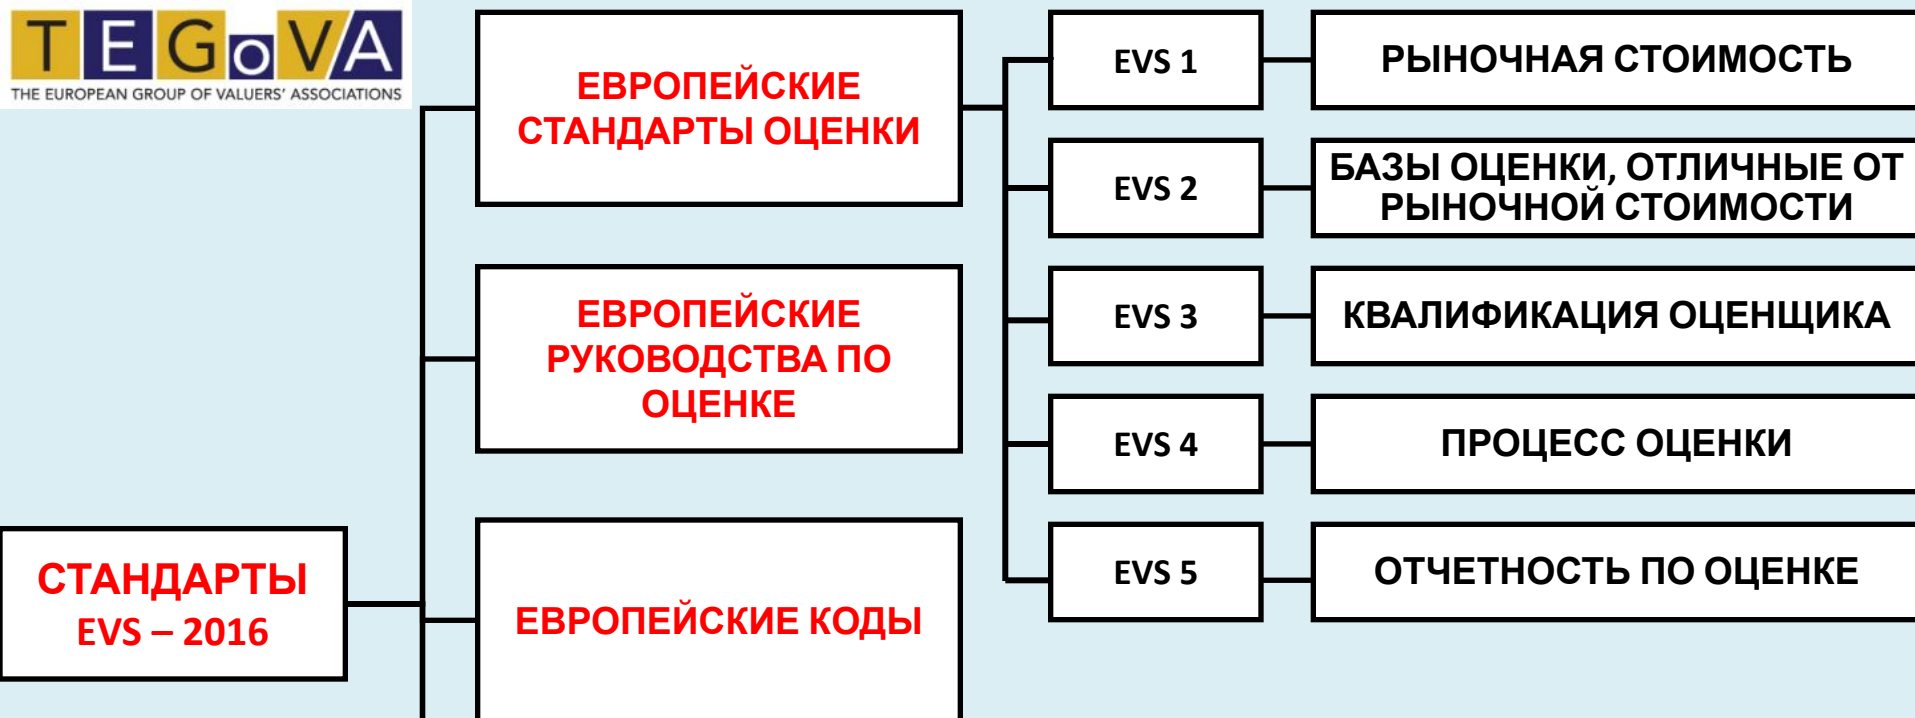 TEGoVA
THE EUROPEAN GROUP OF VALUERS' ASSOCIATIONS
СТАНДАРТЫ
EVS – 2016
ЕВРОПЕЙСКИЕ
СТАНДАРТЫ ОЦЕНКИ
ЕВРОПЕЙСКИЕ
РУКОВОДСТВА ПО
ОЦЕНКЕ
ЕВРОПЕЙСКИЕ КОДЫ
EVS 1
РЫНОЧНАЯ СТОИМОСТЬ
EVS 2
БАЗЫ ОЦЕНКИ, ОТЛИЧНЫЕ ОТ
РЫНОЧНОЙ СТОИМОСТИ
EVS 3
КВАЛИФИКАЦИЯ ОЦЕНЩИКА
EVS 4
ПРОЦЕСС ОЦЕНКИ
EVS 5
ОТЧЕТНОСТЬ ПО ОЦЕНКЕ